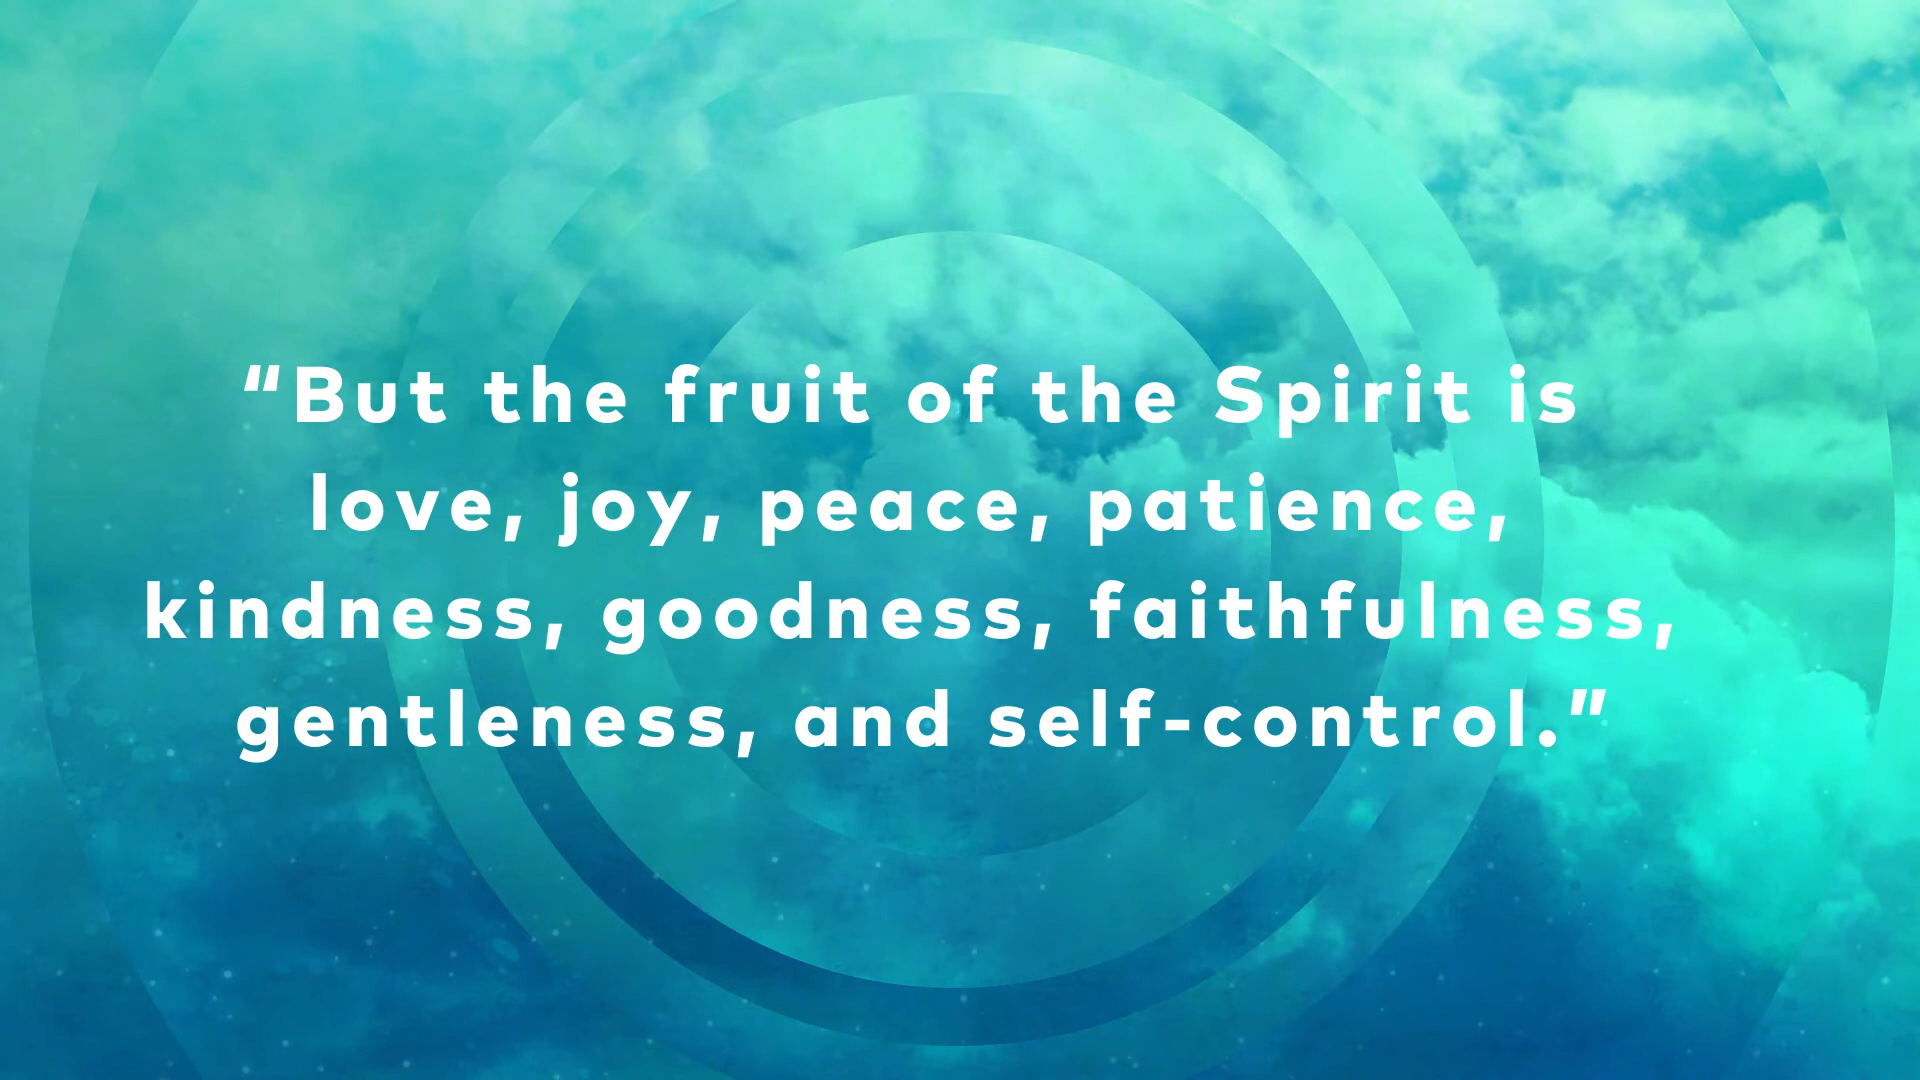 “But the fruit of the Spirit is
love, joy, peace, patience,
kindness, goodness, faithfulness,
gentleness, and self-control.”